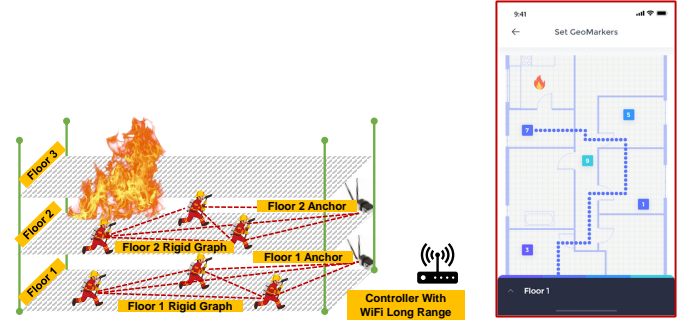 Floor 3
Floor 2
Floor 1
Floor 2 Anchor
Floor 2 Rigid Graph
Floor 1 Anchor
Floor 1 Rigid Graph
Controller With
WiFi Long Range
9:41
Set GeoMarkers
5
7
9
1
3
Floor 1